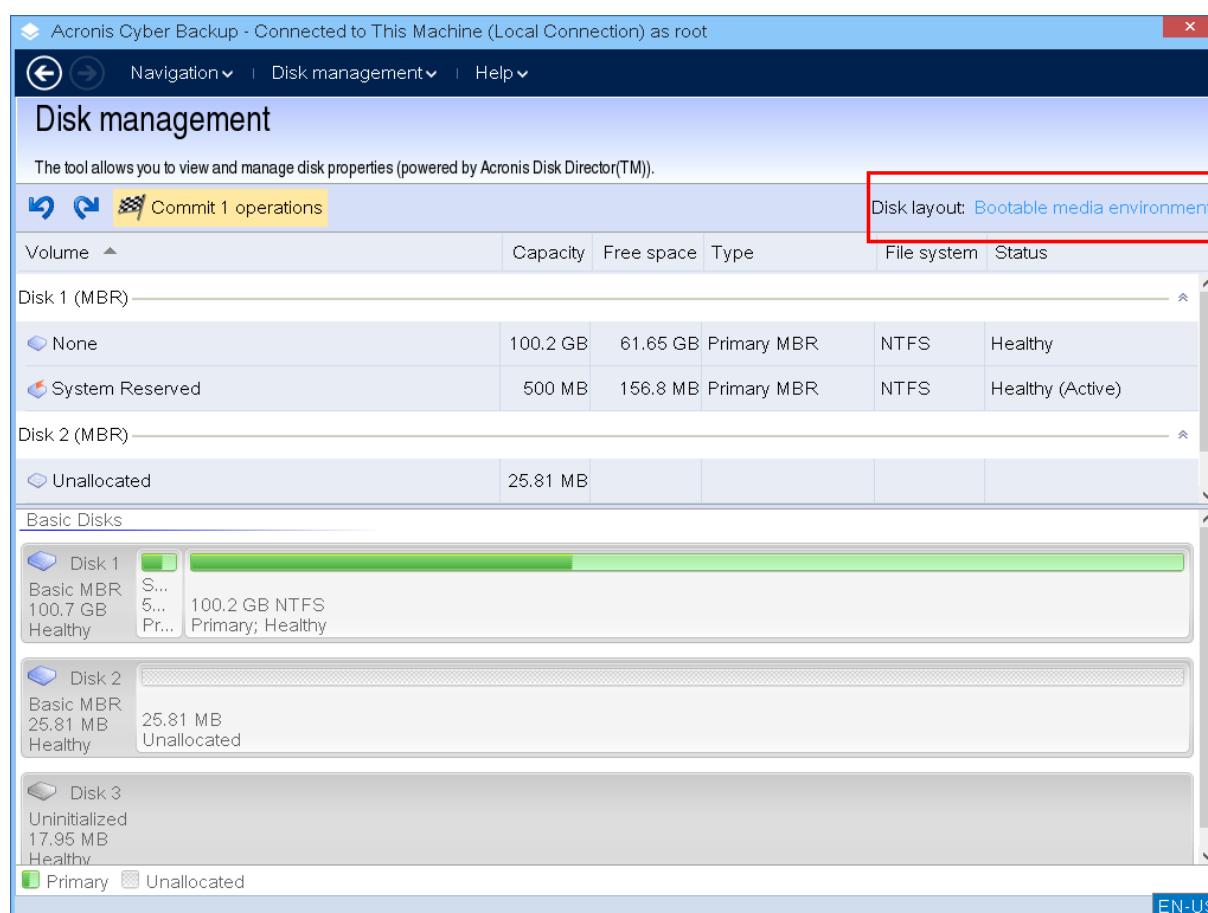 Acronis Cyber Backup - Connected to This Machine (Local Connection) as root
Navigation Disk management Help
Disk management
The tool allows you to view and manage disk properties (powered by Acronis Disk Director(TM)).
Commit 1 operations Disk layout: Bootable media environmen
Volume Capacity Free space Type File system Status
Disk 1 (MBR)
None 100.2 GB 61.65 GB Primary MBR NTFS Healthy
System Reserved 500 MB 156.8 MB Primary MBR NTFS Healthy (Active)
Disk 2 (MBR)
Unallocated 25.81 MB
Basic Disks
Disk 1
Basic MBR
100.7 GB
Healthy
S...
5...
Pr...
100.2 GB NTFS
Primary; Healthy
Disk 2
Basic MBR
25.81 MB
Healthy
25.81 MB
Unallocated
Disk 3
Uninitialized
17.95 MB
Healthy
Primary Unallocated
EN-US